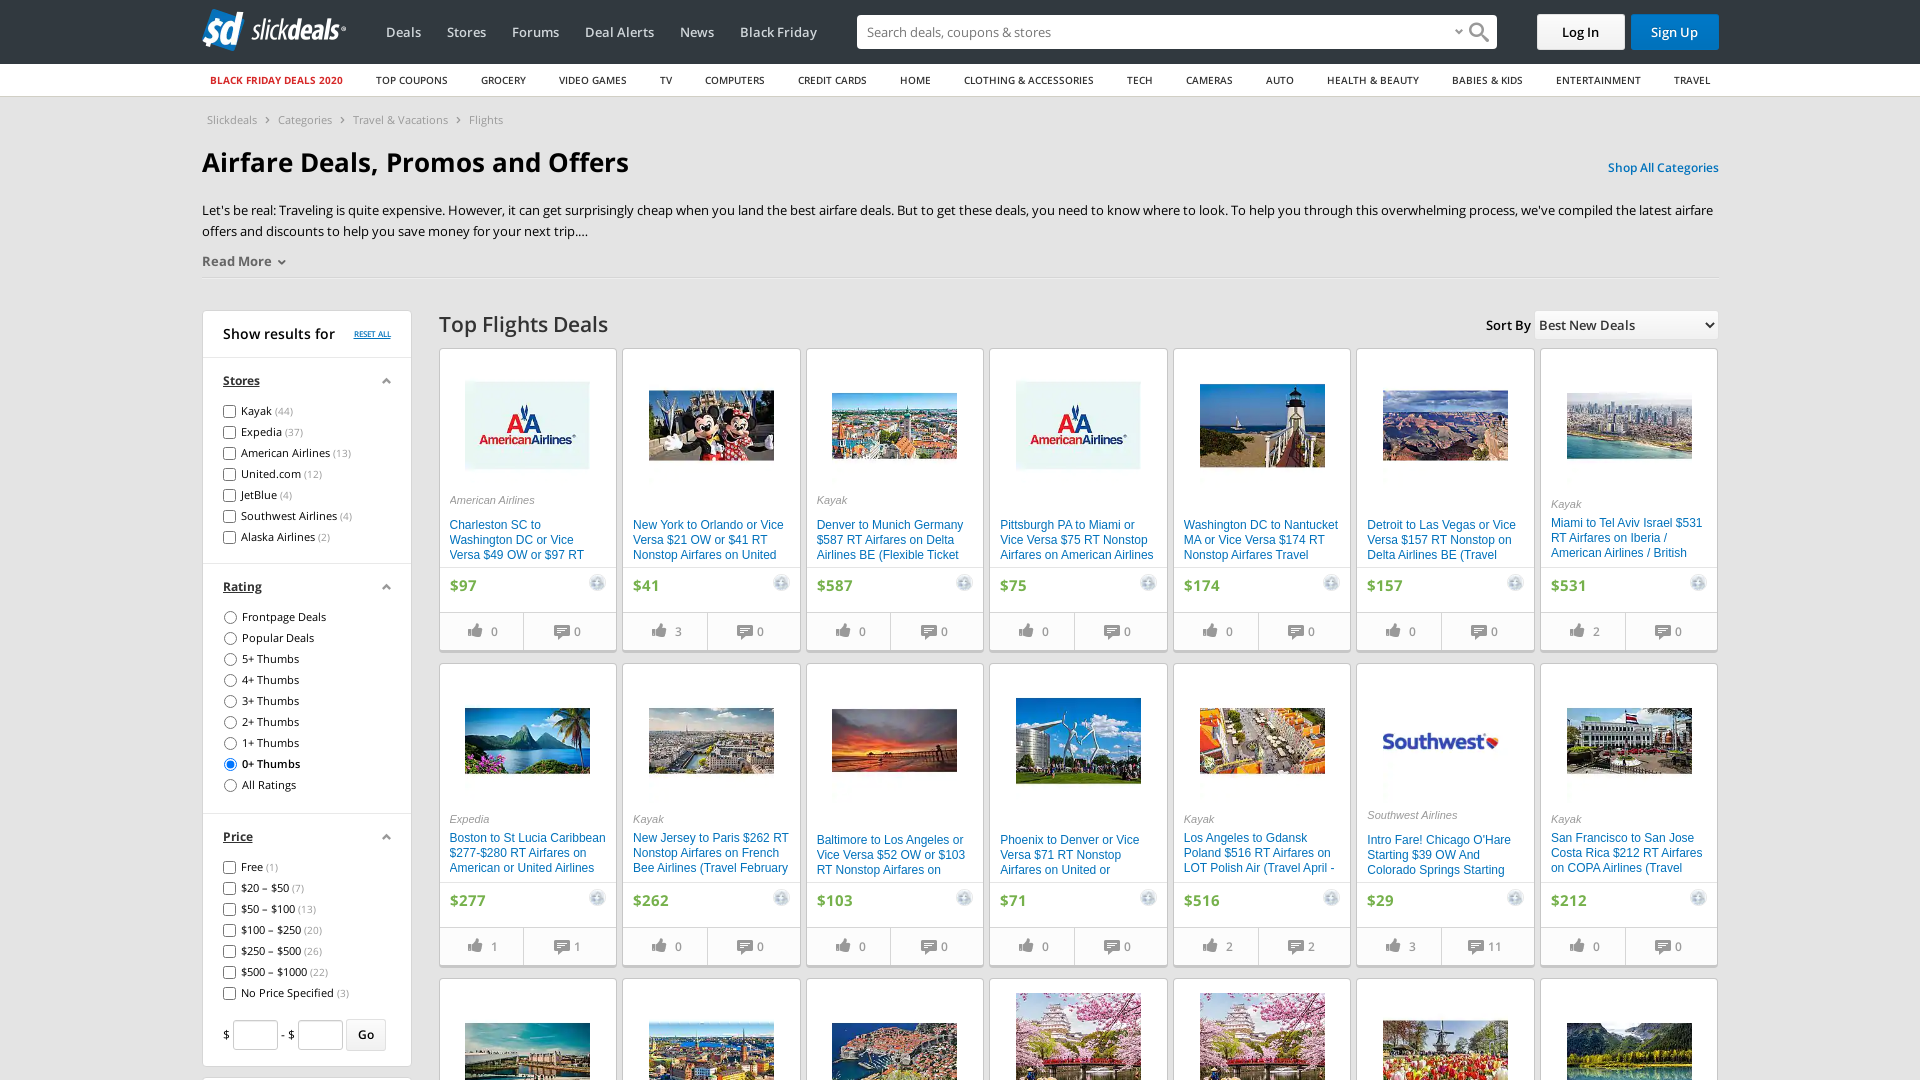 slickdeals
Deals
Stores
Forums
Deal Alerts
News
Black Friday
Search deals, coupons & stores
Log In
Sign Up
BLACK FRIDAY DEALS 2020
TOP COUPONS
GROCERY
VIDEO GAMES
TV
COMPUTERS
CREDIT CARDS
HOME
CLOTHING & ACCESSORIES
TECH
CAMERAS
AUTO
HEALTH & BEAUTY
BABIES & KIDS
ENTERTAINMENT
TRAVEL
Slickdeals > Categories > Travel & Vacations > Flights
Airfare Deals, Promos and Offers
Shop All Categories
Let's be real: Traveling is quite expensive. However, it can get surprisingly cheap when you land the best airfare deals. But to get these deals, you need to know where to look. To help you through this overwhelming process, we've compiled the latest airfare
offers and discounts to help you save money for your next trip....
Read More
Show results for
RESET ALL
Stores
Kayak (44)
Expedia (37)
American Airlines (13)
United.com (12)
JetBlue (4)
Southwest Airlines (4)
Alaska Airlines (2)
Rating
Frontpage Deals
Popular Deals
5+ Thumbs
4+ Thumbs
3+ Thumbs
2+ Thumbs
1+ Thumbs
0+ Thumbs
All Ratings
Price
Free (1)
$20 – $50 (7)
$50 – $100 (13)
$100 – $250 (20)
$250 – $500 (26)
$500 – $1000 (22)
No Price Specified (3)
$ - $ Go
Top Flights Deals
Sort By Best New Deals
AA
AmericanAirlines
American Airlines
Charleston SC to
Washington DC or Vice
Versa $49 OW or $97 RT
$97
0
0
New York to Orlando or Vice
Versa $21 OW or $41 RT
Nonstop Airfares on United
$41
3
0
Kayak
Denver to Munich Germany
$587 RT Airfares on Delta
Airlines BE (Flexible Ticket
$587
0
0
AA
AmericanAirlines
Pittsburgh PA to Miami or
Vice Versa $75 RT Nonstop
Airfares on American Airlines
$75
0
0
Washington DC to Nantucket
MA or Vice Versa $174 RT
Nonstop Airfares Travel
$174
0
0
Detroit to Las Vegas or Vice
Versa $157 RT Nonstop on
Delta Airlines BE (Travel
$157
0
0
Kayak
Miami to Tel Aviv Israel $531
RT Airfares on Iberia /
American Airlines / British
$531
2
0
Expedia
Boston to St Lucia Caribbean
$277-$280 RT Airfares on
American or United Airlines
$277
1
1
Kayak
New Jersey to Paris $262 RT
Nonstop Airfares on French
Bee Airlines (Travel February
$262
0
0
Baltimore to Los Angeles or
Vice Versa $52 OW or $103
RT Nonstop Airfares on
$103
0
0
Phoenix to Denver or Vice
Versa $71 RT Nonstop
Airfares on United or
$71
0
0
Kayak
Los Angeles to Gdansk
Poland $516 RT Airfares on
LOT Polish Air (Travel April -
$516
2
2
Southwest
Southwest Airlines
Intro Fare! Chicago O'Hare
Starting $39 OW And
Colorado Springs Starting
$29
3
11
Kayak
San Francisco to San Jose
Costa Rica $212 RT Airfares
on COPA Airlines (Travel
$212
0
0